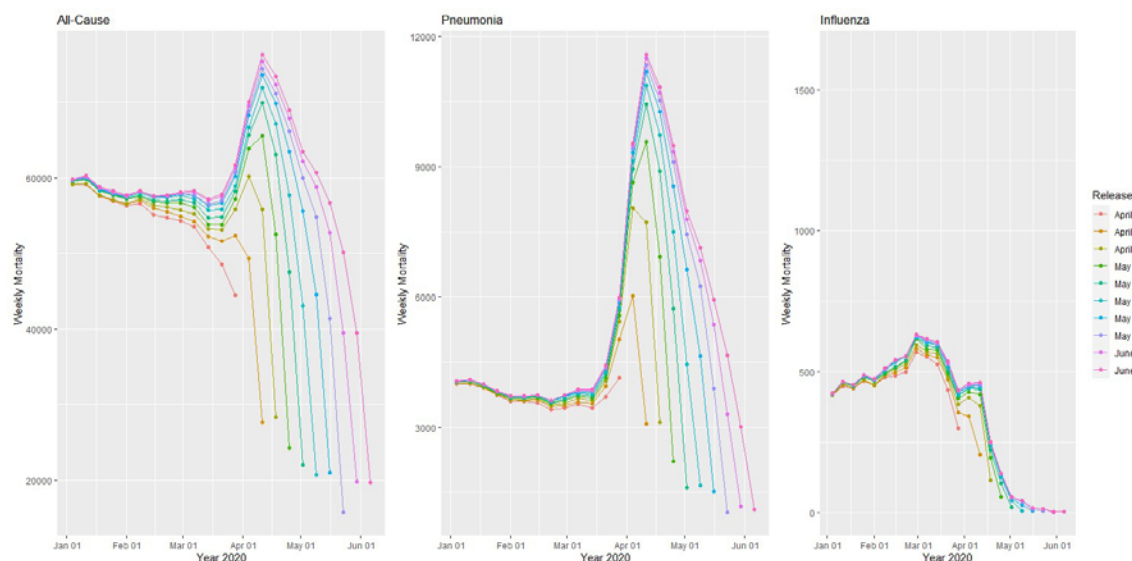 All-Cause
Pneumonia
Influenza
60000
40000
20000
Weekly Mortality
Jan 01
Feb 01
Mar 01
Apr 01
May 01
Jun 01
Year 2020
12000
9000
6000
3000
Weekly Mortality
Jan 01
Feb 01
Mar 01
Apr 01
May 01
Jun 01
Year 2020
1500
1000
500
0
Weekly Mortality
Jan 01
Feb 01
Mar 01
Apr 01
May 01
Jun 01
Year 2020
Release
April
April
April
May
May
May
May
May
June
June